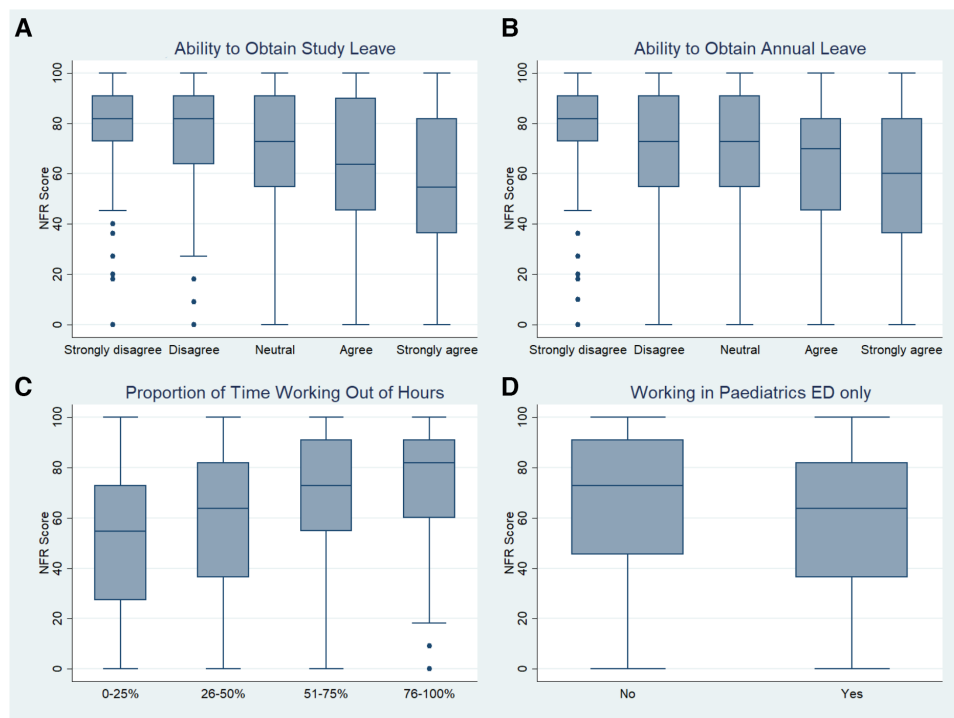 A
Ability to Obtain Study Leave
NFR Score
100
80
60
40
20
0
Strongly disagree Disagree Neutral Agree Strongly agree
B
Ability to Obtain Annual Leave
NFR Score
100
80
60
40
20
0
Strongly disagree Disagree Neutral Agree Strongly agree
C
Proportion of Time Working Out of Hours
NFR Score
100
80
60
40
20
0
0-25% 26-50% 51-75% 76-100%
D
Working in Paediatrics ED only
NFR Score
100
80
60
40
20
0
No Yes